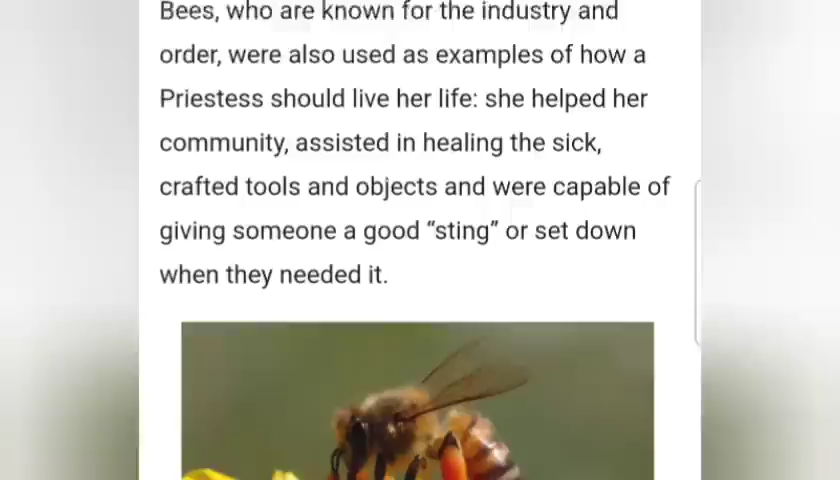 Bees, who are known for the industry and
order, were also used as examples of how a
Priestess should live her life: she helped her
community, assisted in healing the sick,
crafted tools and objects and were capable of
giving someone a good “sting” or set down
when they needed it.